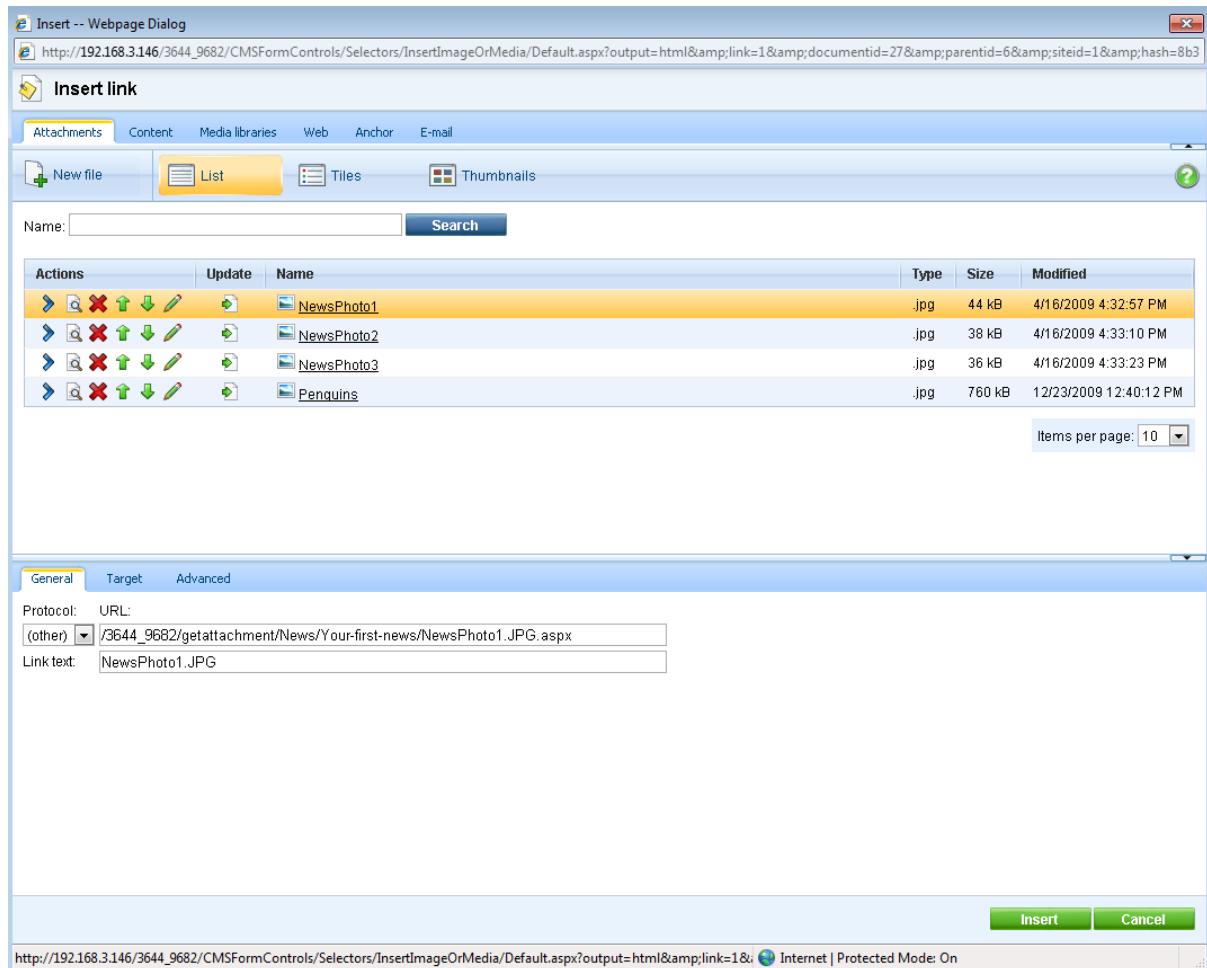 Insert -- Webpage Dialog
http://192.168.3.146/3644_9682/CMSFormControls/Selectors/InsertImageOrMedia/Default.aspx?output=html&amp;link=1&amp;documentid=27&amp;parentid=6&amp;siteid=1&amp;hash=8b3
Insert link
Attachments Content Media libraries Web Anchor E-mail
New file List Tiles Thumbnails
Name: Search
Actions Update Name Type Size Modified
NewsPhoto1 .jpg 44 kB 4/16/2009 4:32:57 PM
NewsPhoto2 .jpg 38 kB 4/16/2009 4:33:10 PM
NewsPhoto3 .jpg 36 kB 4/16/2009 4:33:23 PM
Penguins .jpg 760 kB 12/23/2009 12:40:12 PM
Items per page: 10
General Target Advanced
Protocol: URL:
(other) /3644_9682/getattachment/News/Your-first-news/NewsPhoto1.JPG.aspx
Link text: NewsPhoto1.JPG
Insert Cancel
http://192.168.3.146/3644_9682/CMSFormControls/Selectors/InsertImageOrMedia/Default.aspx?output=html&amp;link=1&a Internet | Protected Mode: On